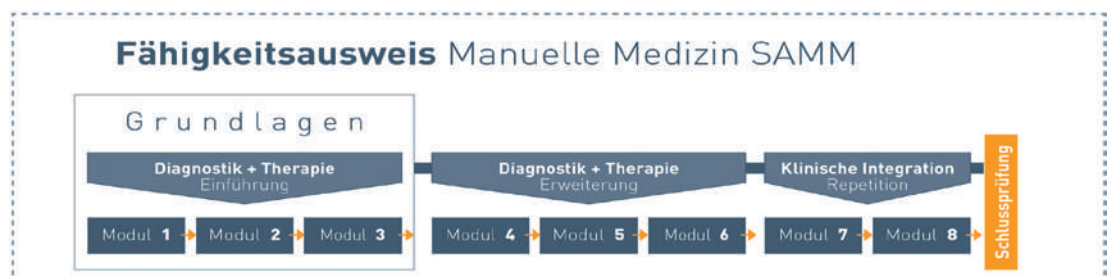 Fähigkeitsausweis Manuelle Medizin SAMM
Grundlagen
Diagnostik + Therapie
Einführung
Diagnostik + Therapie
Erweiterung
Klinische Integration
Repetition
Modul 1
Modul 2
Modul 3
Modul 4
Modul 5
Modul 6
Modul 7
Modul 8
Schlussprüfung